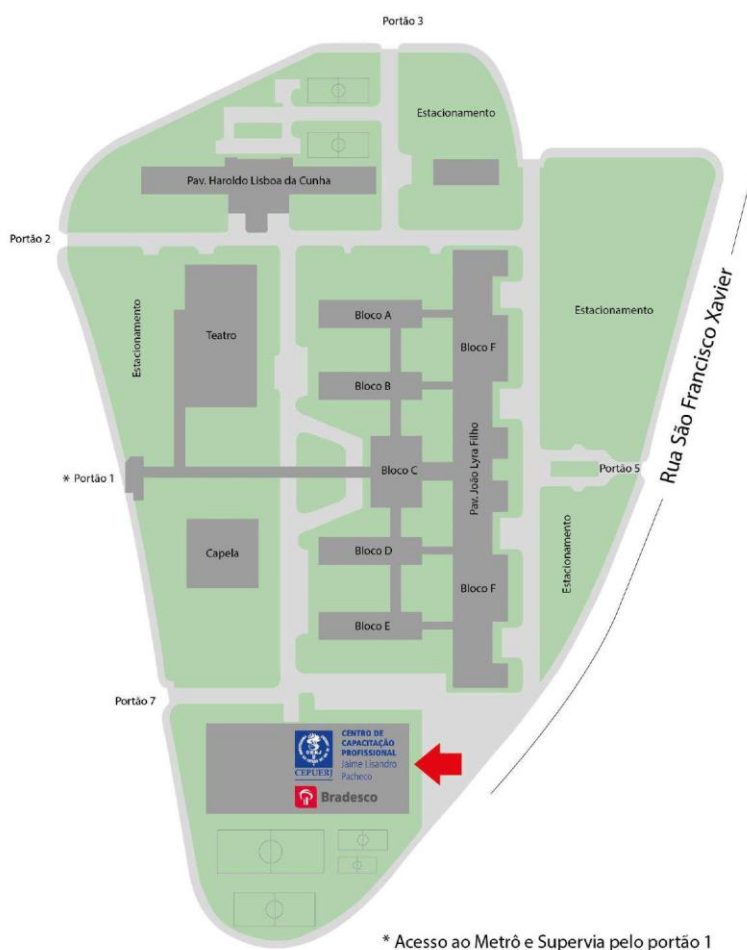 Portão 3
Estacionamento
Pav. Haroldo Lisboa da Cunha
Portão 2
Estacionamento
Teatro
Bloco A
Bloco F
Estacionamento
Rua São Francisco Xavier
Bloco B
Pav. João Lyra Filho
* Portão 1
Bloco C
Portão 5
Capela
Bloco D
Estacionamento
Bloco F
Bloco E
Portão 7
CEPUERJ
CENTRO DE
CAPACITAÇÃO
PROFISSIONAL
Jaime Lisandro
Pacheco
Bradesco
* Acesso ao Metrô e Supervia pelo portão 1